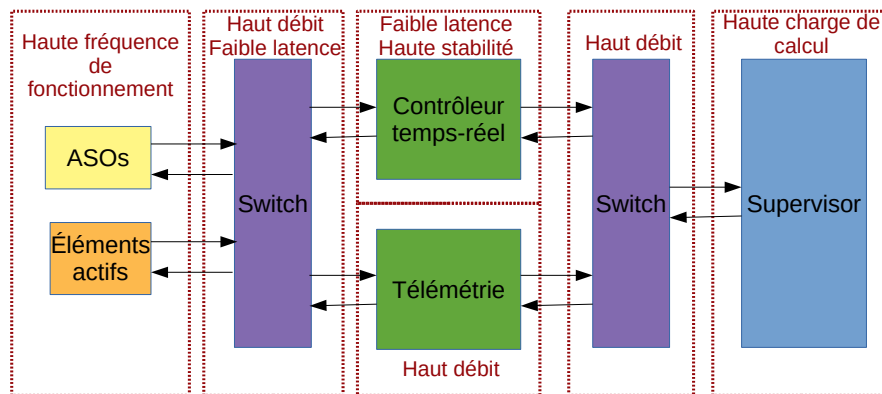 Haute fréquence
de
fonctionnement
ASOs
Éléments
actifs
Haut débit
Faible latence
Switch
Faible latence
Haute stabilité
Contrôleur
temps-réel
Télémétrie
Haut débit
Haut débit
Switch
Haute charge de
calcul
Supervisor